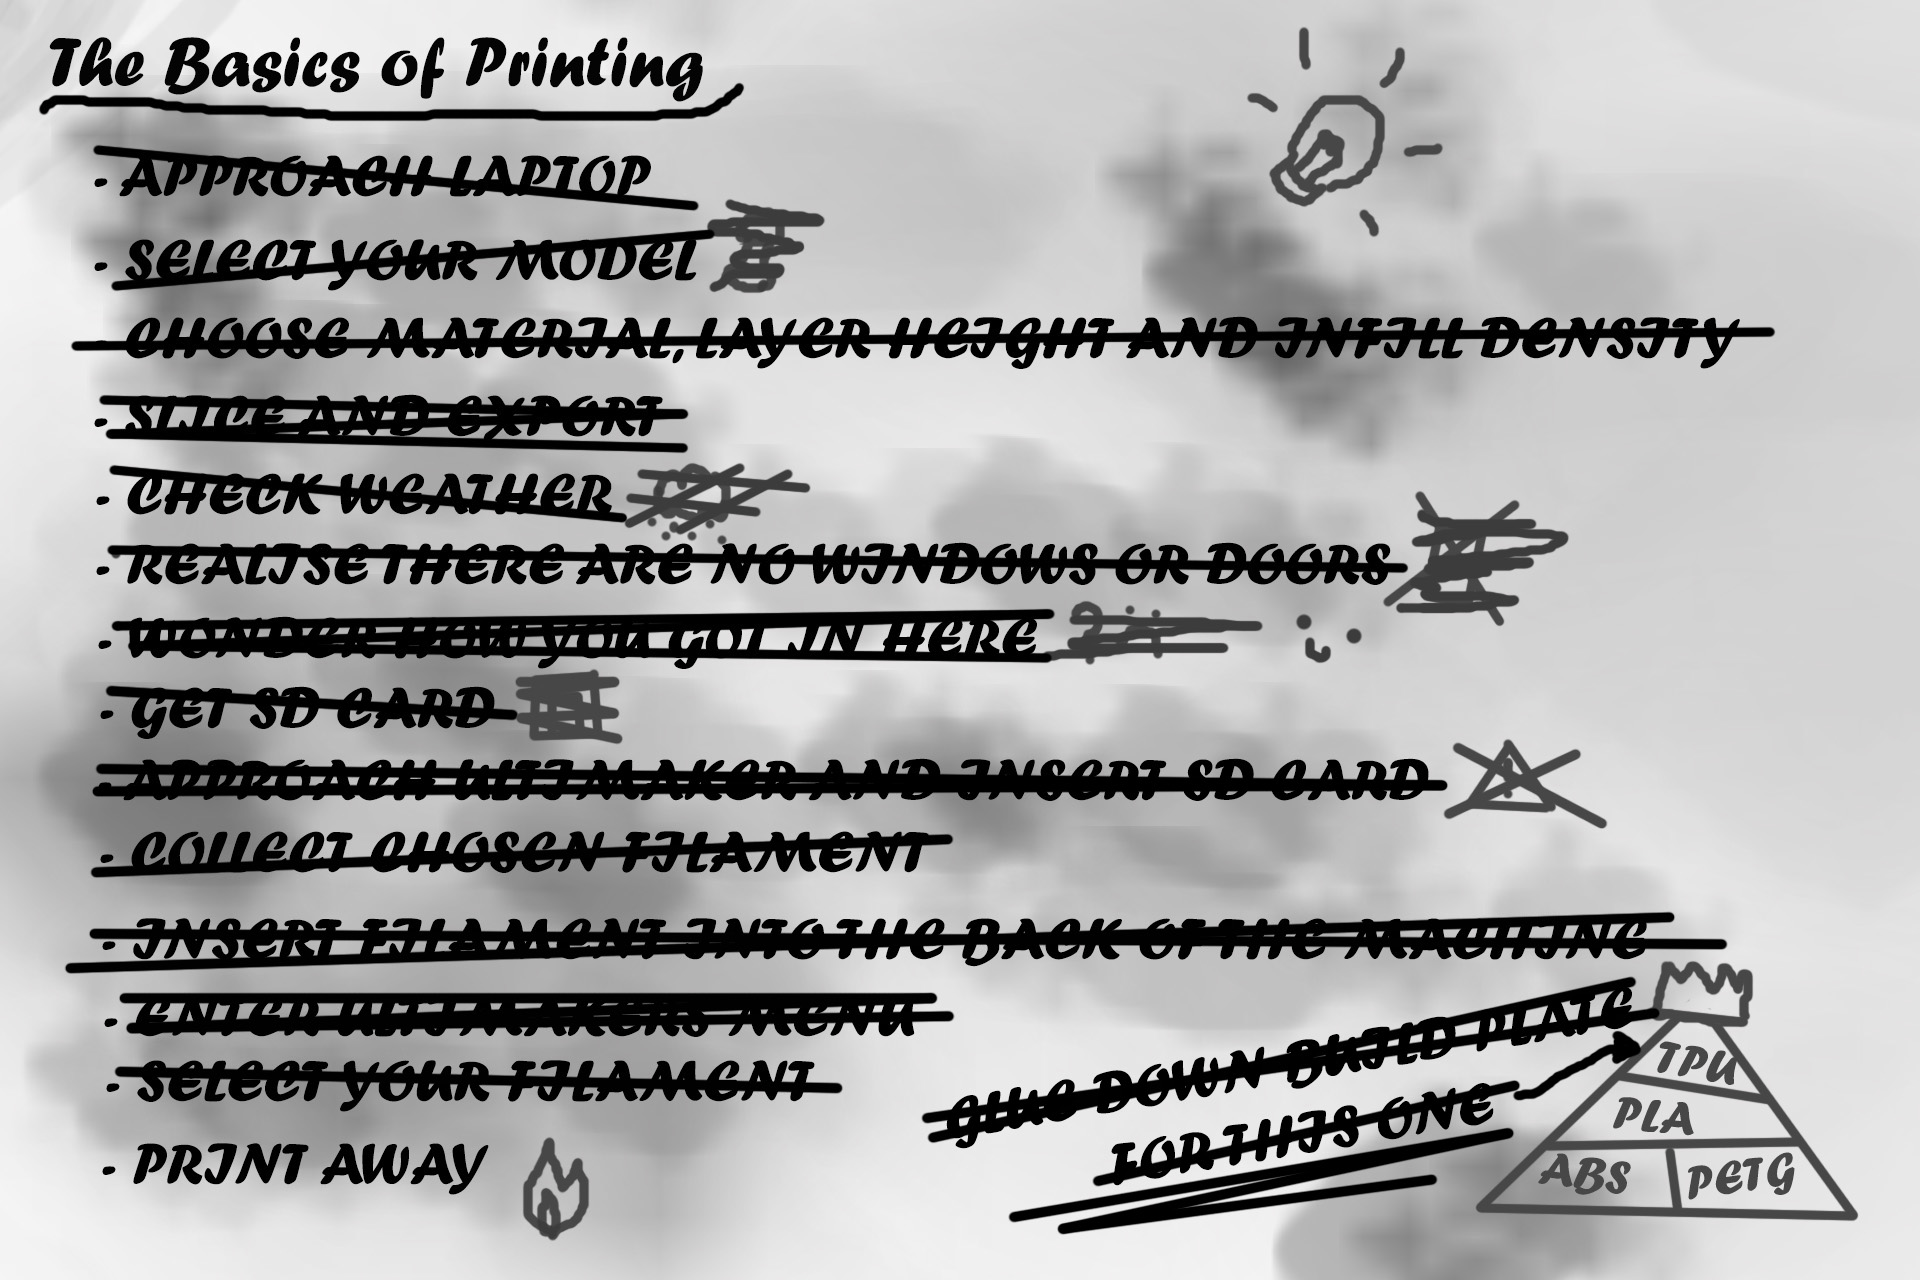 The Basics of Printing
- APPROACH LAPTOP
- SELECT YOUR MODEL
- CHOOSE MATERIAL, LAYER HEIGHT AND INFILL DENSITY
- SLICE AND EXPORT
- CHECK WEATHER
- REALISE THERE ARE NO WINDOWS OR DOORS
- WONDER HOW YOU GOT IN HERE
- GET SD CARD
- APPROACH ULTIMAKER AND INSERT SD CARD
- COLLECT CHOSEN FILAMENT
- INSERT FILAMENT INTO THE BACK OF THE MACHINE
- ENTER ULTIMAKERS MENU
- SELECT YOUR FILAMENT
- PRINT AWAY
GLUE DOWN BUILD PLATE
FOR THIS ONE
TPU
PLA
ABS PETG